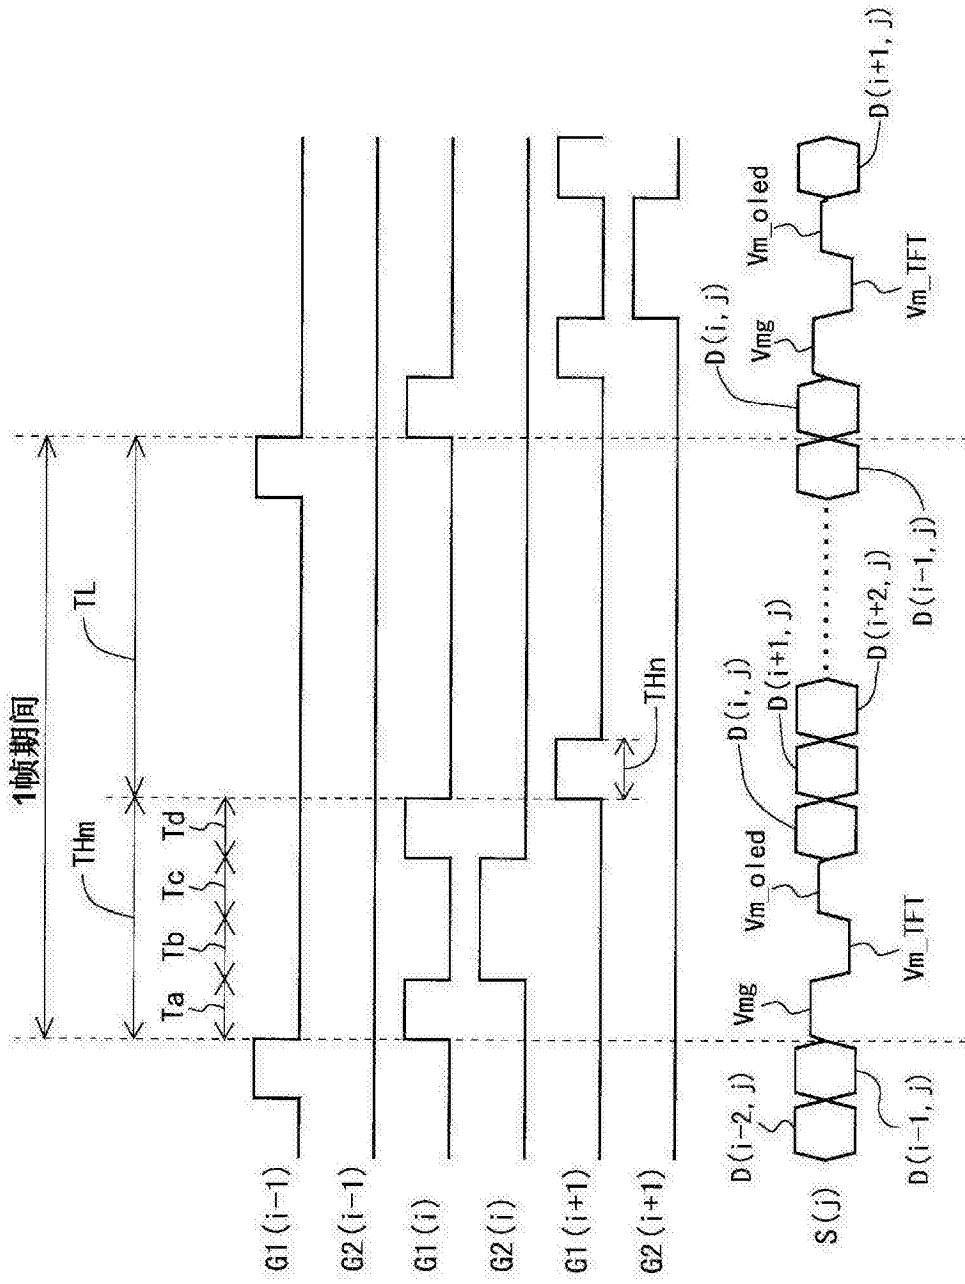 1帧期间
THm
TL
Ta
Tb
Tc
Td
G1(i-1)
G2(i-1)
G1(i)
G2(i)
G1(i+1)
THn
G2(i+1)
D(i-2, j)
Vmg
Vm_oled
D(i, j)
D(i+1, j)
D(i, j)
Vmg
Vm_oled
S(j)
D(i-1, j)
Vm_TFT
D(i+2, j)
D(i-1, j)
Vm_TFT
D(i+1, j)